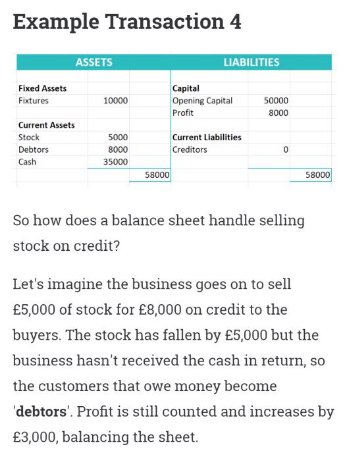 Example Transaction 4
ASSETS LIABILITIES
Fixed Assets Capital
Fixtures 10000 Opening Capital 50000
Profit 8000
Current Assets
Stock 5000 Current Liabilities
Debtors 8000 Creditors 0
Cash 35000
58000 58000
So how does a balance sheet handle selling
stock on credit?
Let's imagine the business goes on to sell
£5,000 of stock for £8,000 on credit to the
buyers. The stock has fallen by £5,000 but the
business hasn't received the cash in return, so
the customers that owe money become
'debtors'. Profit is still counted and increases by
£3,000, balancing the sheet.